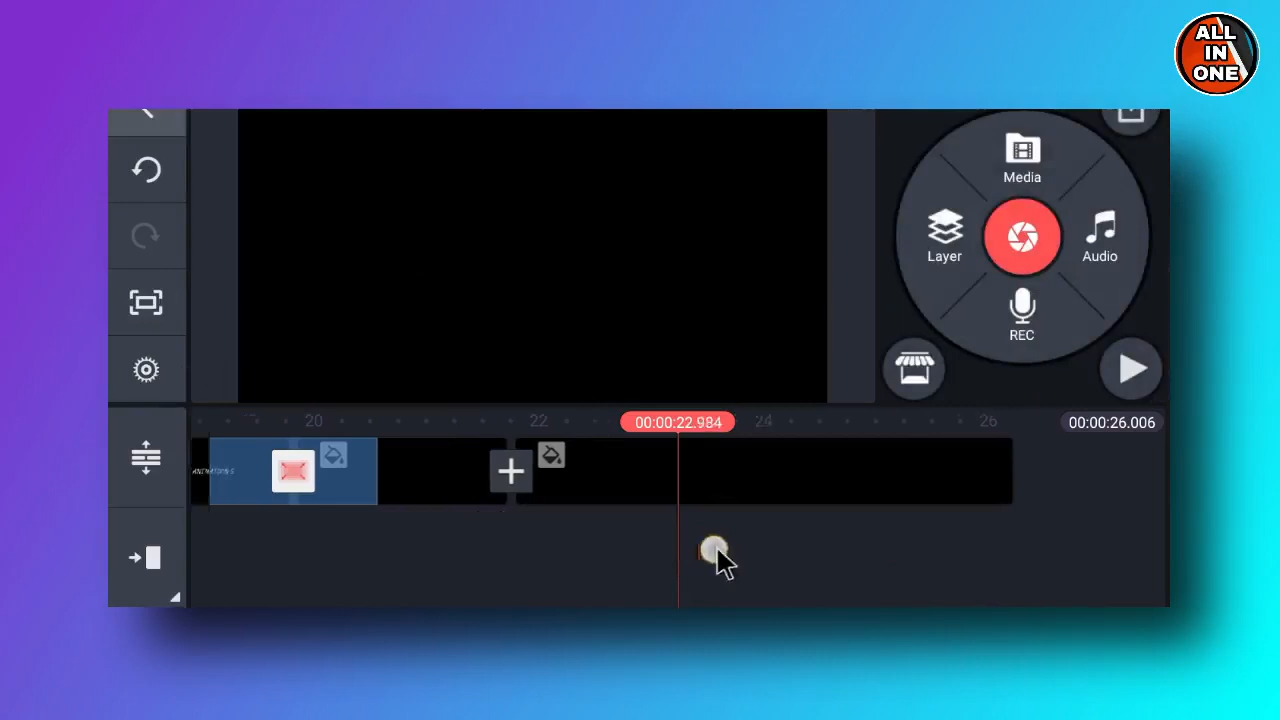 ALL
IN
ONE
Media
Layer
Audio
REC
20
22
00:00:22.984
24
26
00:00:26.006